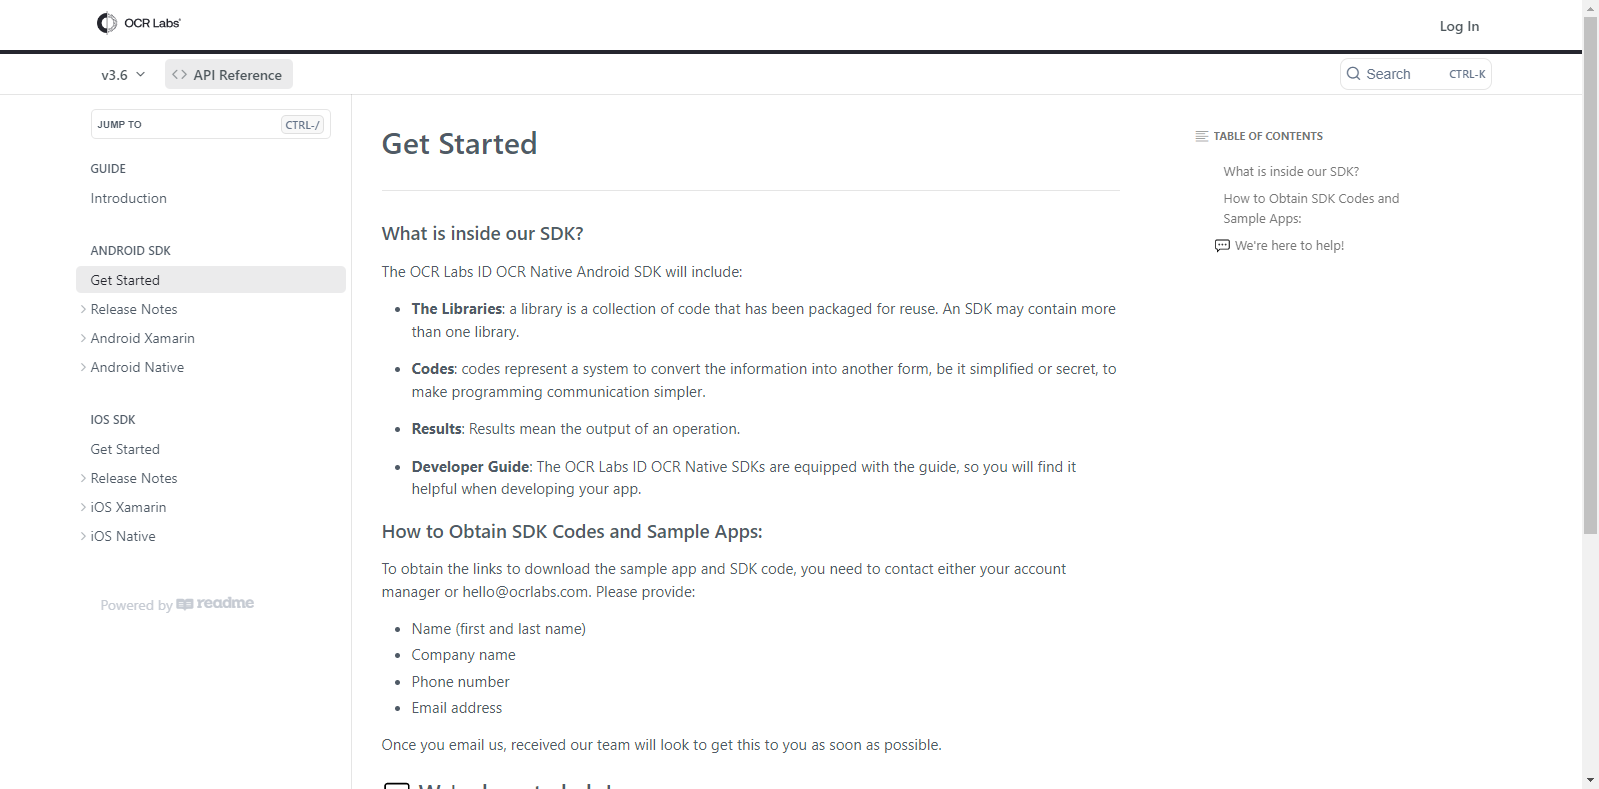 OCR Labs
Log In
v3.6
API Reference
Search
CTRL-K
JUMP TO
CTRL-/
GUIDE
Introduction
ANDROID SDK
Get Started
Release Notes
Android Xamarin
Android Native
IOS SDK
Get Started
Release Notes
iOS Xamarin
iOS Native
Powered by readme
Get Started
What is inside our SDK?
The OCR Labs ID OCR Native Android SDK will include:
The Libraries: a library is a collection of code that has been packaged for reuse. An SDK may contain more
than one library.
Codes: codes represent a system to convert the information into another form, be it simplified or secret, to
make programming communication simpler.
Results: Results mean the output of an operation.
Developer Guide: The OCR Labs ID OCR Native SDKs are equipped with the guide, so you will find it
helpful when developing your app.
How to Obtain SDK Codes and Sample Apps:
To obtain the links to download the sample app and SDK code, you need to contact either your account
manager or hello@ocrlabs.com. Please provide:
Name (first and last name)
Company name
Phone number
Email address
Once you email us, received our team will look to get this to you as soon as possible.
TABLE OF CONTENTS
What is inside our SDK?
How to Obtain SDK Codes and
Sample Apps:
We're here to help!